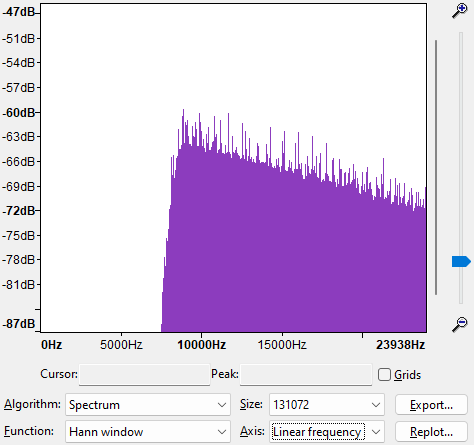 -47dB
-51dB
-54dB
-57dB
-60dB
-63dB
-66dB
-69dB
-72dB
-75dB
-78dB
-81dB
-87dB
0Hz 5000Hz 10000Hz 15000Hz 23938Hz
Cursor: Peak: Grids
Algorithm: Spectrum Size: 131072 Export...
Function: Hann window Axis: Linear frequency Replot...